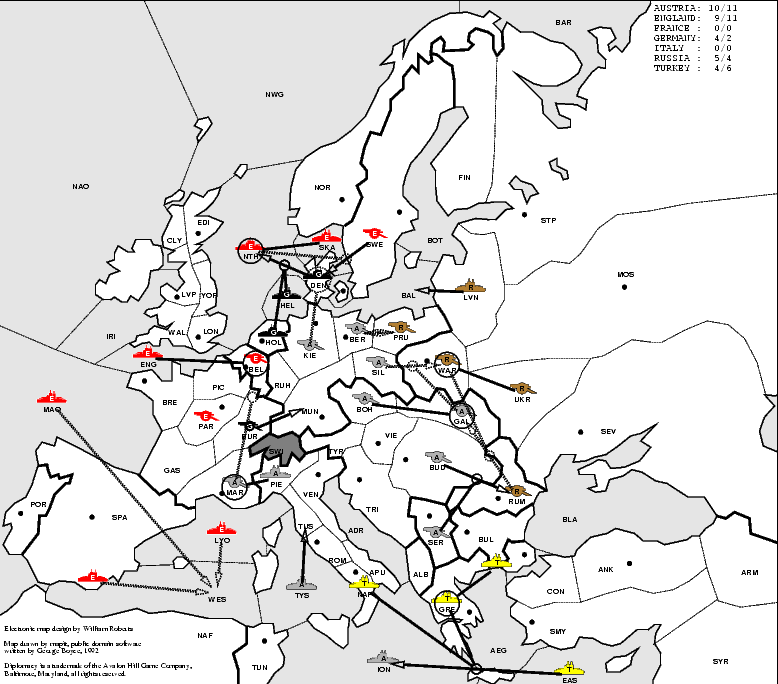 AUSTRIA: 10/11
ENGLAND: 9/11
FRANCE : 0/0
GERMANY: 4/2
ITALY : 0/0
RUSSIA : 5/4
TURKEY : 4/6
BAR
NWG
NAO
NOR
FIN
EDI
CLY
STP
SKA
SWE
BOT
NTH
MOS
DEN
LVP
YOR
HEL
BAL
LVN
IRI
WAL
LON
HOL
BER
PRU
KIE
ENG
BEL
SIL
WAR
RUH
PIC
UKR
BRE
MUN
BOH
MAO
PAR
GAL
BUR
VIE
SEV
SWI
TYR
BUD
GAS
MAR
PIE
RUM
VEN
POR
SPA
TRI
BLA
TUS
ADR
LYO
SER
BUL
ROM
APU
ALB
ANK
ARM
WES
TYS
NAP
CON
GRE
Electronic map design by William Roberts
NAF
SMY
Map drawn by mapit, public domain software
written by George Boyce, 1992
AEG
TUN
ION
SYR
Diplomacy is a trademark of the Avalon Hill Game Company,
Baltimore, Maryland, all rights reserved.
EAS